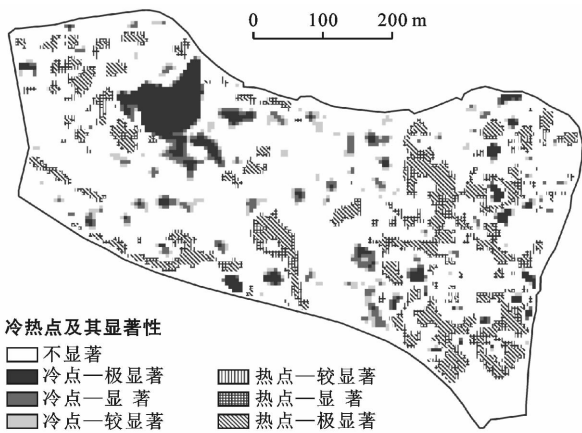 0 100 200 m
冷热点及其显著性
不显著
冷点—极显著 热点—较显著
冷点—显 著 热点—显 著
冷点—较显著 热点—极显著